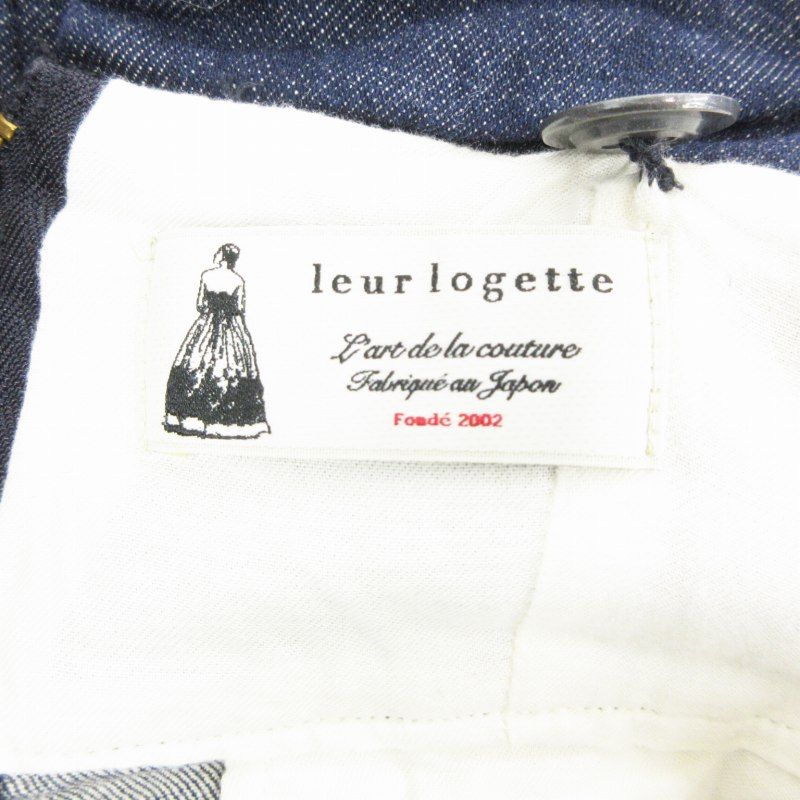 leur logette
L'art de la couture
Fabriqué au Japon
Fondé 2002